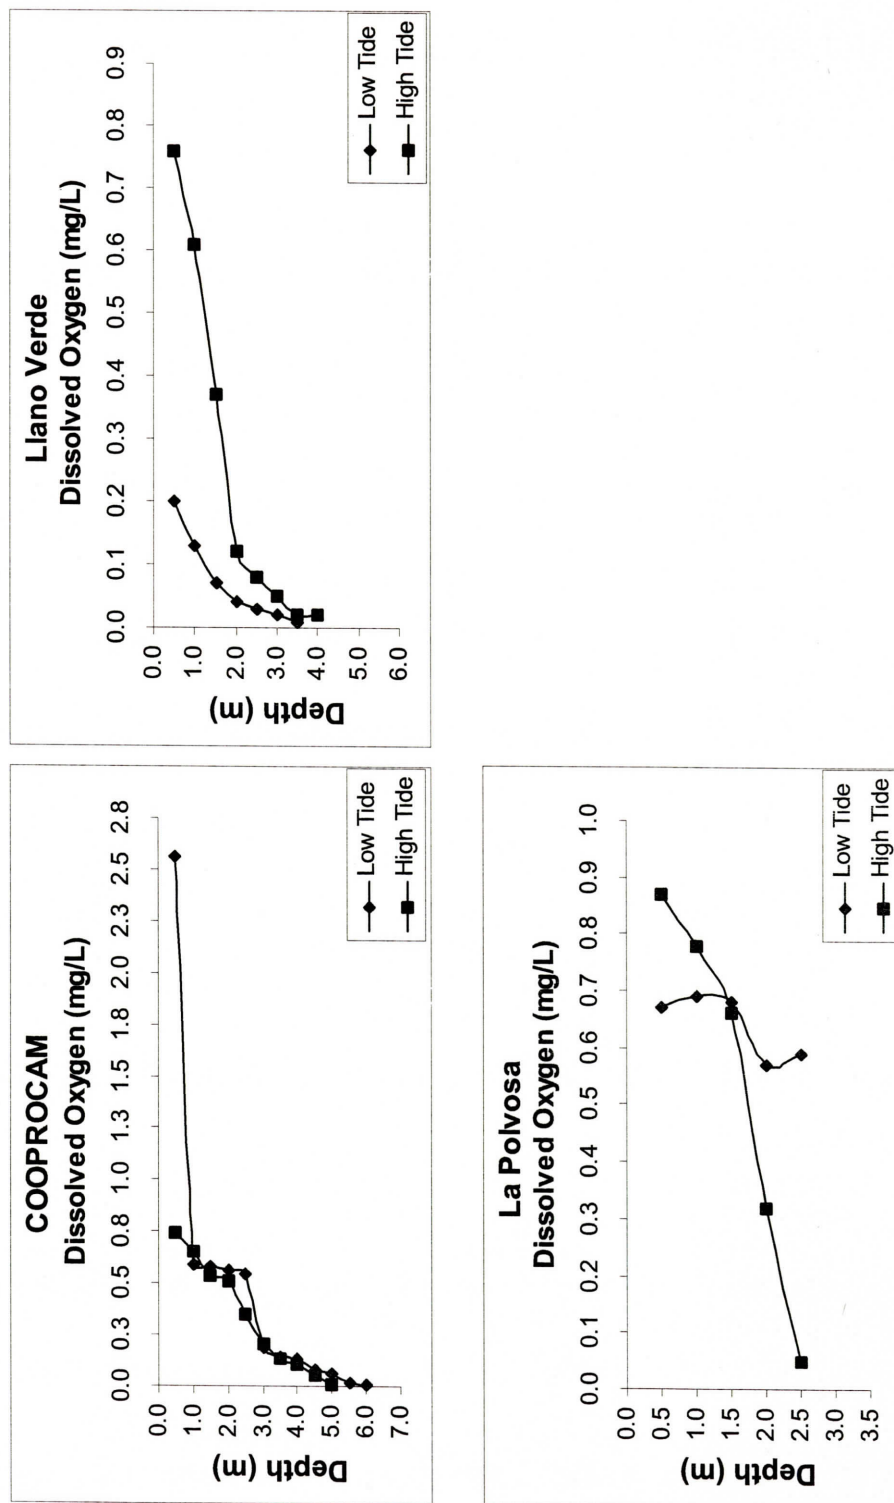 COOPROCAM
Dissolved Oxygen (mg/L)
0.0 0.3 0.5 0.8 1.0 1.3 1.5 1.8 2.0 2.3 2.5 2.8
Depth (m)
0.0
1.0
2.0
3.0
4.0
5.0
6.0
7.0
Low Tide
High Tide
Llano Verde
Dissolved Oxygen (mg/L)
0.0 0.1 0.2 0.3 0.4 0.5 0.6 0.7 0.8 0.9
Depth (m)
0.0
1.0
2.0
3.0
4.0
5.0
6.0
Low Tide
High Tide
La Polvosa
Dissolved Oxygen (mg/L)
0.0 0.1 0.2 0.3 0.4 0.5 0.6 0.7 0.8 0.9 1.0
Depth (m)
0.0
0.5
1.0
1.5
2.0
2.5
3.0
3.5
Low Tide
High Tide